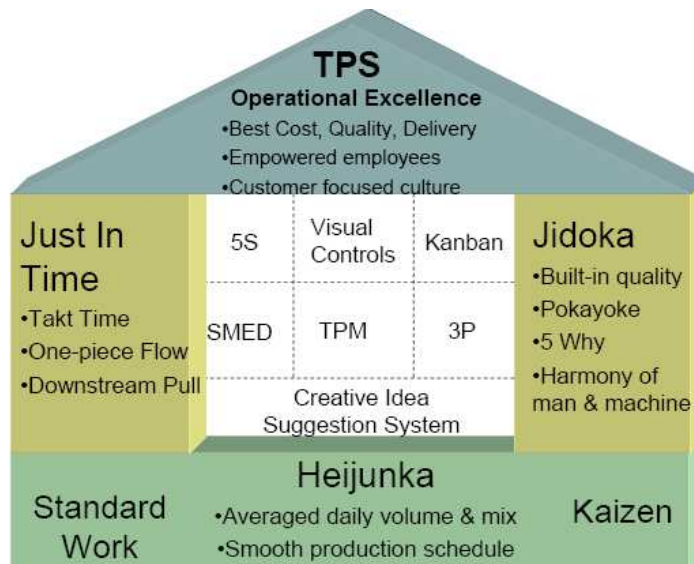 TPS
Operational Excellence
•Best Cost, Quality, Delivery
•Empowered employees
•Customer focused culture
Just In
Time
•Takt Time
•One-piece Flow
•Downstream Pull
5S
Visual
Controls
Kanban
SMED
TPM
3P
Creative Idea
Suggestion System
Jidoka
•Built-in quality
•Pokayoke
•5 Why
•Harmony of
man & machine
Standard
Work
Heijunka
•Averaged daily volume & mix
•Smooth production schedule
Kaizen